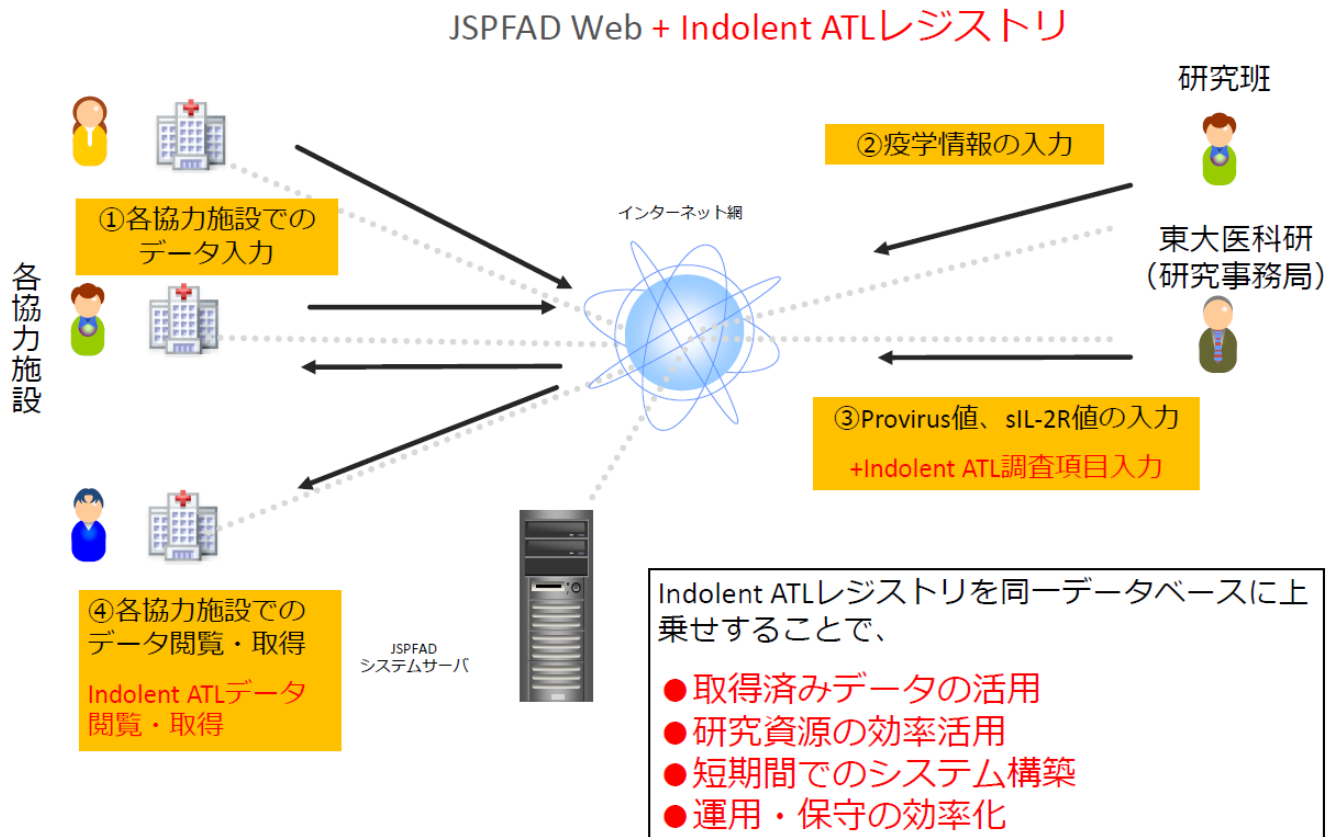 JSPFAD Web + Indolent ATLレジストリ
研究班
②疫学情報の入力
インターネット網
①各協力施設での
データ入力
東大医科研
（研究事務局）
各協力施設
③Provirus値、sIL-2R値の入力
+Indolent ATL調査項目入力
④各協力施設での
データ閲覧・取得
Indolent ATLデータ
閲覧・取得
JSPFAD
システムサーバ
Indolent ATLレジストリを同一データベースに上
乗せすることで、
●取得済みデータの活用
●研究資源の効率活用
●短期間でのシステム構築
●運用・保守の効率化